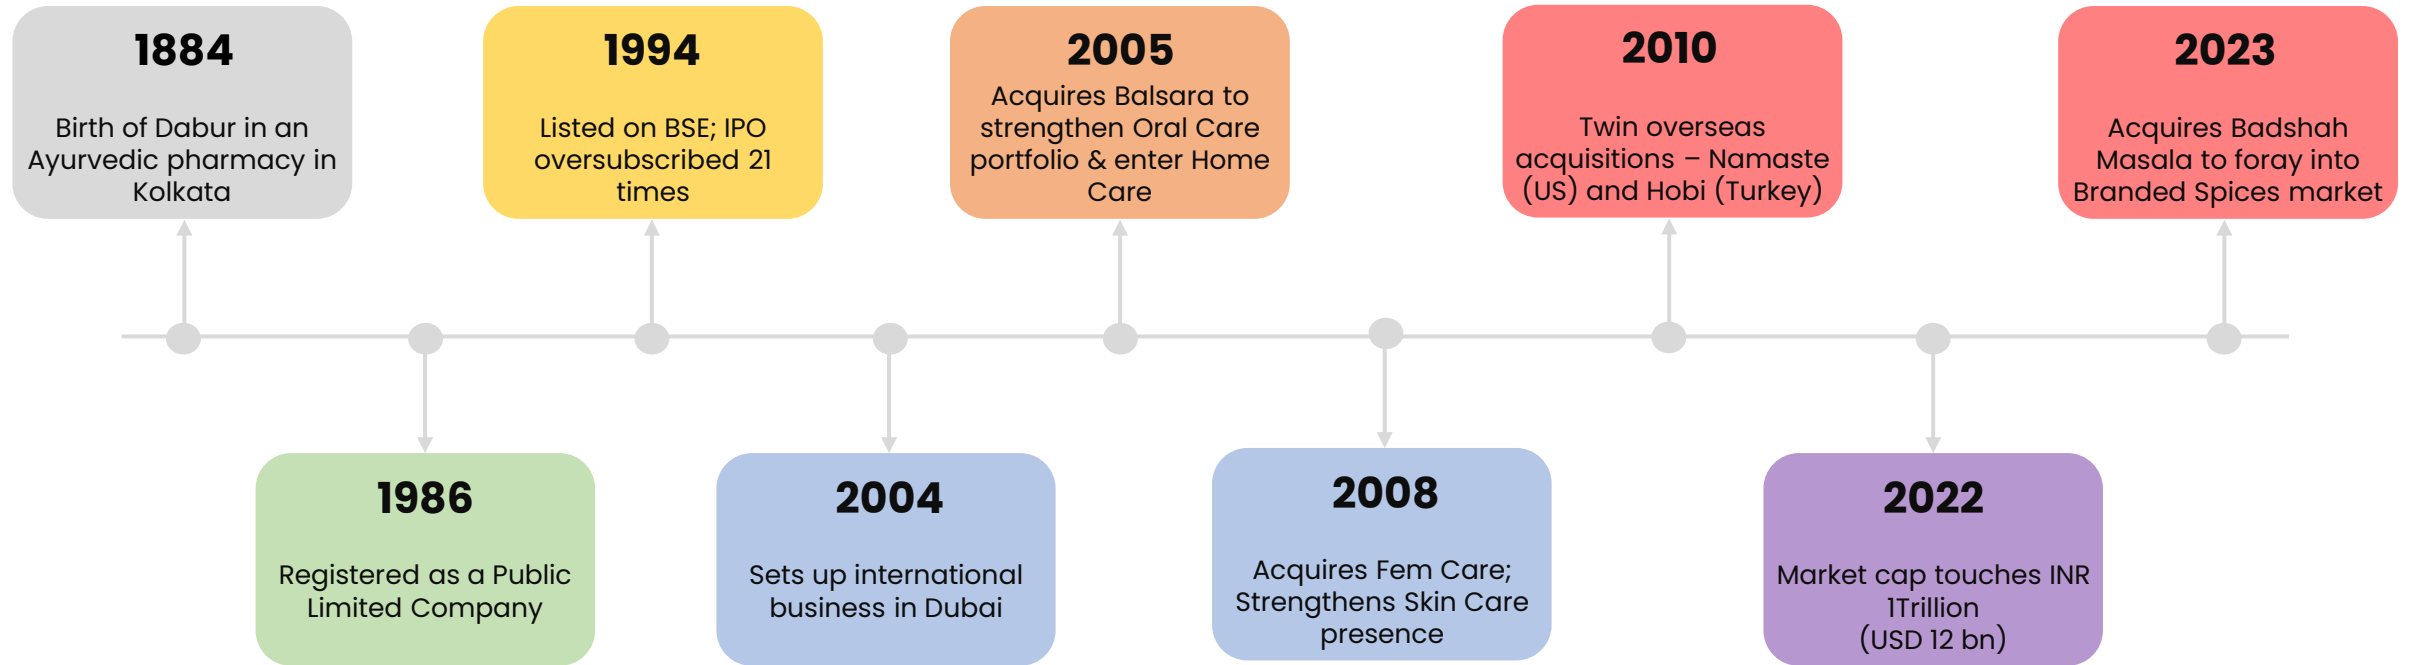 1884
Birth of Dabur in an
Ayurvedic pharmacy in
Kolkata
1986
Registered as a Public
Limited Company
1994
Listed on BSE; IPO
oversubscribed 21
times
2004
Sets up international
business in Dubai
2005
Acquires Balsara to
strengthen Oral Care
portfolio & enter Home
Care
2008
Acquires Fem Care;
Strengthens Skin Care
presence
2010
Twin overseas
acquisitions – Namaste
(US) and Hobi (Turkey)
2022
Market cap touches INR
1Trillion
(USD 12 bn)
2023
Acquires Badshah
Masala to foray into
Branded Spices market